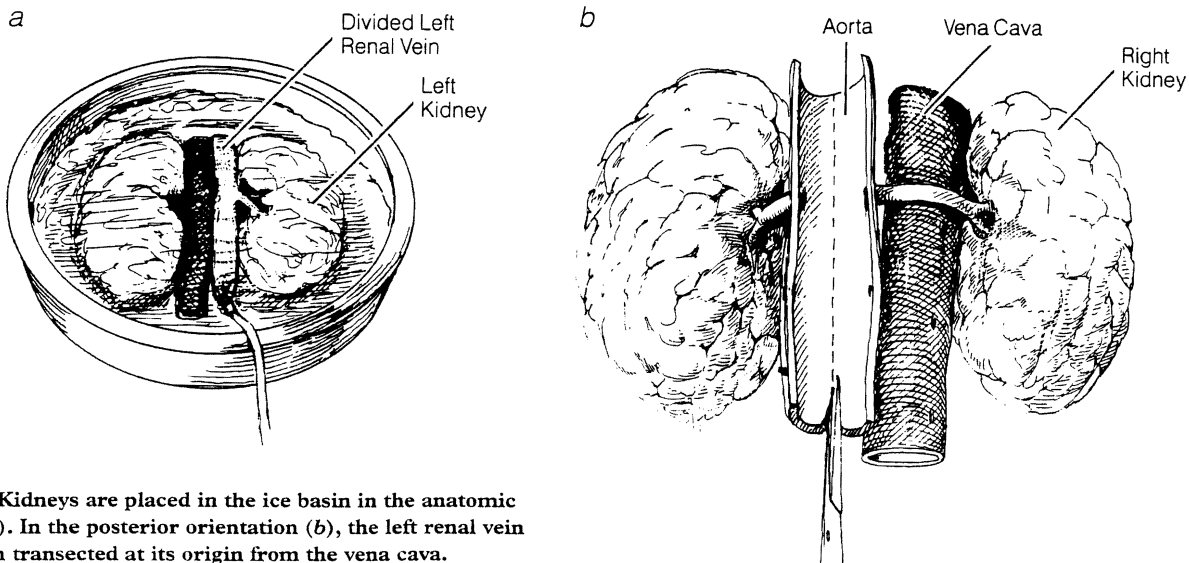 a
Divided Left
Renal Vein
Left
Kidney
b
Aorta
Vena Cava
Right
Kidney
Kidneys are placed in the ice basin in the anatomic
). In the posterior orientation (b), the left renal vein
transected at its origin from the vena cava.